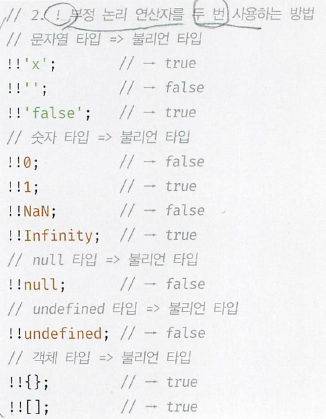 // 2. ! 부정 논리 연산자를 두 번 사용하는 방법
// 문자열 타입 => 불리언 타입
!!'x';       // → true
!!'';        // → false
!!'false';   // → true
// 숫자 타입 => 불리언 타입
!!0;         // → false
!!1;         // → true
!!NaN;       // → false
!!Infinity;  // → true
// null 타입 => 불리언 타입
!!null;      // → false
// undefined 타입 => 불리언 타입
!!undefined; // → false
// 객체 타입 => 불리언 타입
!!{};        // → true
!![];        // → true